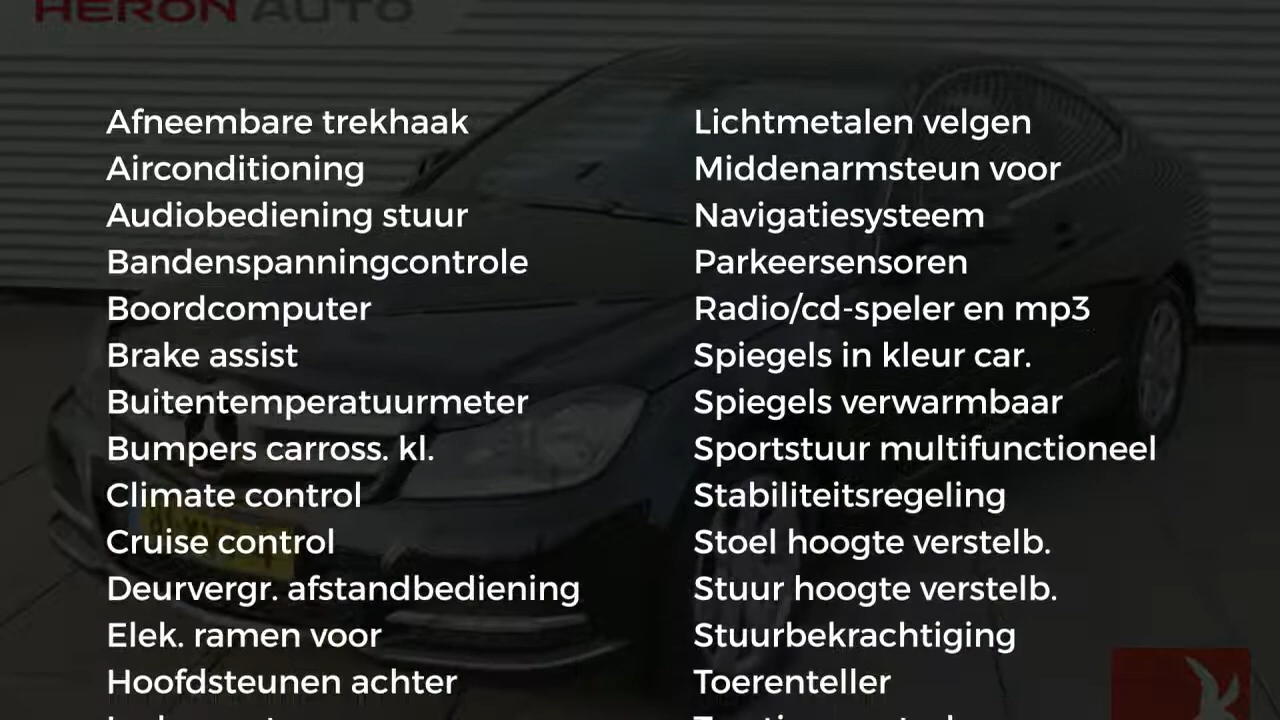 HERON AUTO
Afneembare trekhaak
Airconditioning
Audiobediening stuur
Bandenspanningcontrole
Boordcomputer
Brake assist
Buitentemperatuurmeter
Bumpers carross. kl.
Climate control
Cruise control
Deurvergr. afstandbediening
Elek. ramen voor
Hoofdsteunen achter
Lichtmetalen velgen
Middenarmsteun voor
Navigatiesysteem
Parkeersensoren
Radio/cd-speler en mp3
Spiegels in kleur car.
Spiegels verwarmbaar
Sportstuur multifunctioneel
Stabiliteitsregeling
Stoel hoogte verstelb.
Stuur hoogte verstelb.
Stuurbekrachtiging
Toerenteller